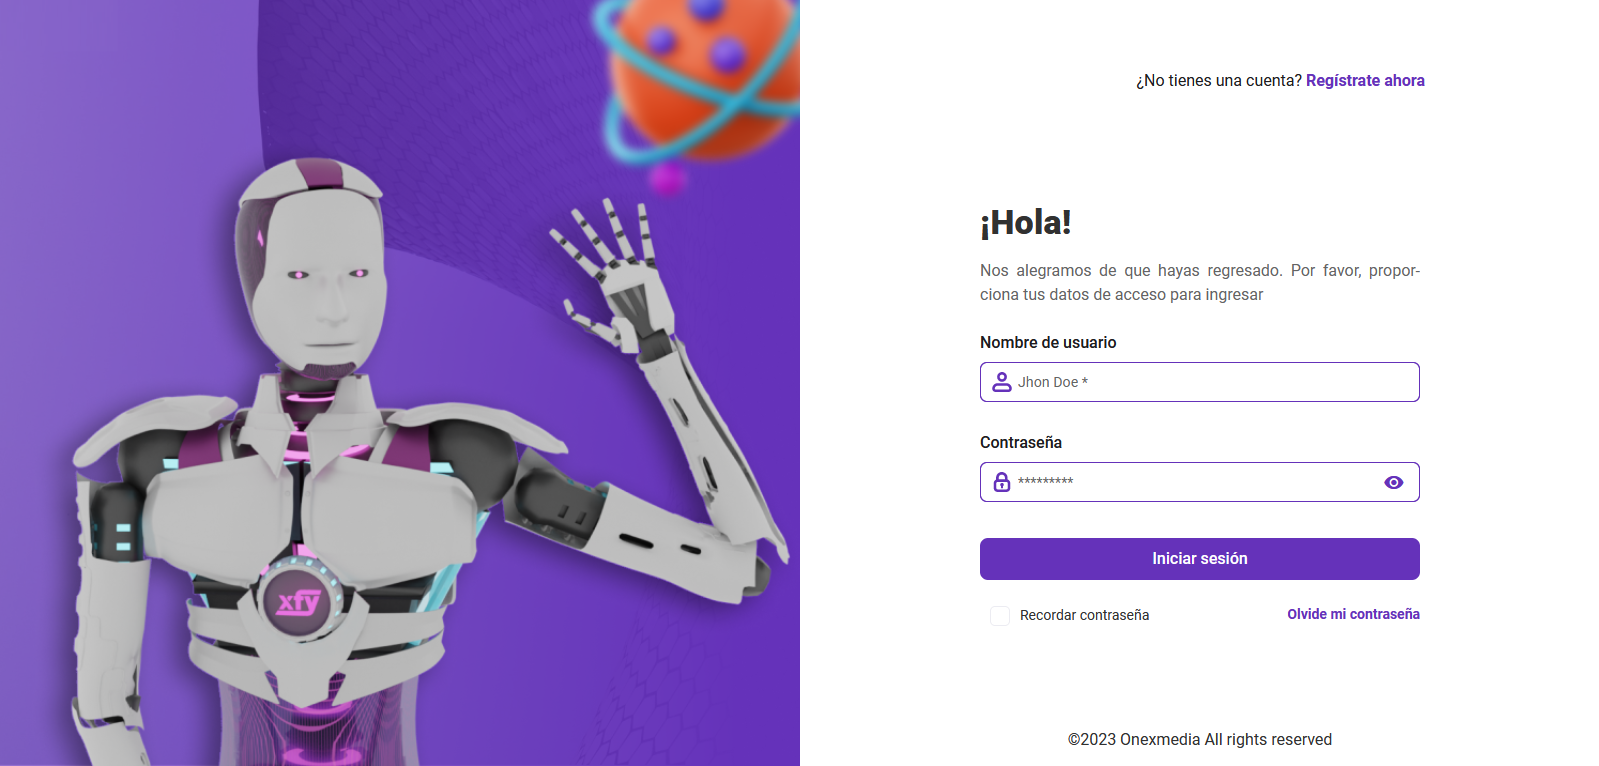 ¿No tienes una cuenta? Regístrate ahora
¡Hola!
Nos alegramos de que hayas regresado. Por favor, propor-
ciona tus datos de acceso para ingresar
Nombre de usuario
Jhon Doe *
Contraseña
*********
Iniciar sesión
Recordar contraseña
Olvide mi contraseña
©2023 Onexmedia All rights reserved
xfy